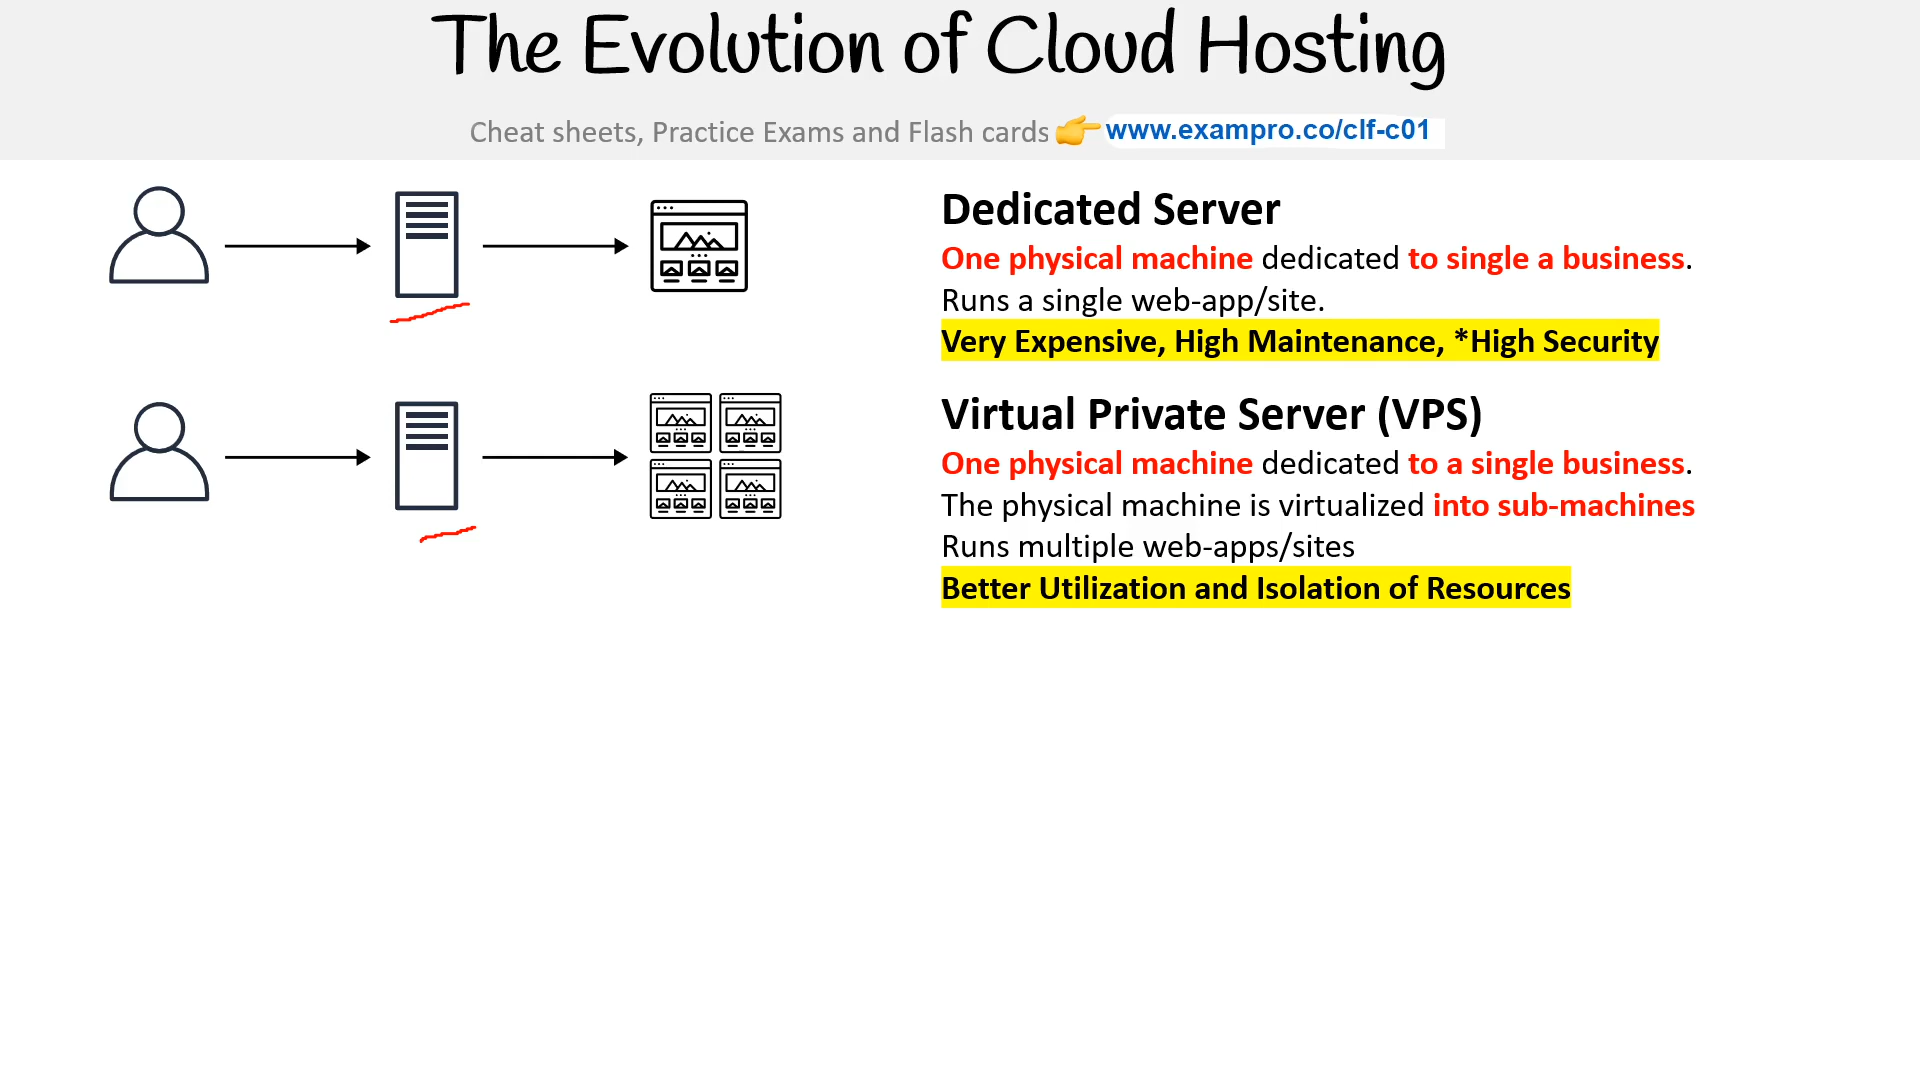 The Evolution of Cloud Hosting
Cheat sheets, Practice Exams and Flash cards 👉 www.exampro.co/clf-c01
Dedicated Server
One physical machine dedicated to single a business.
Runs a single web-app/site.
Very Expensive, High Maintenance, *High Security
Virtual Private Server (VPS)
One physical machine dedicated to a single business.
The physical machine is virtualized into sub-machines
Runs multiple web-apps/sites
Better Utilization and Isolation of Resources